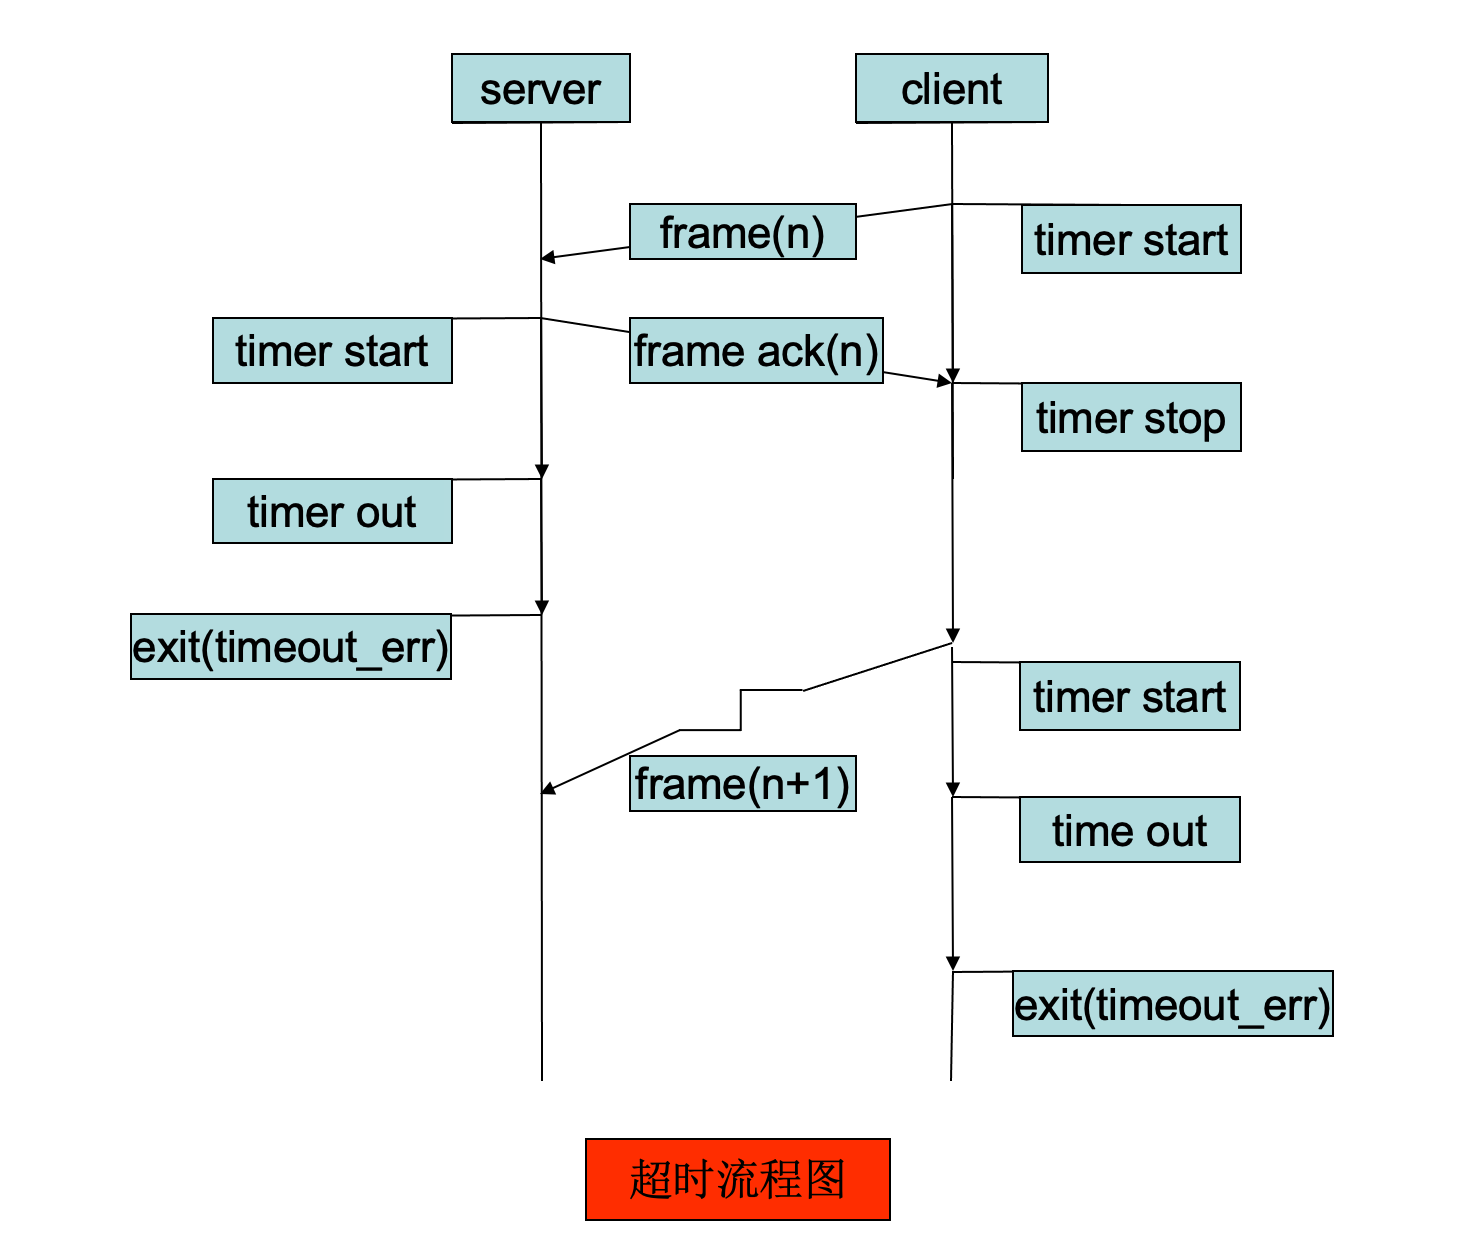 server
client
frame(n)
timer start
timer start
frame ack(n)
timer stop
timer out
exit(timeout_err)
timer start
frame(n+1)
time out
exit(timeout_err)
超时流程图